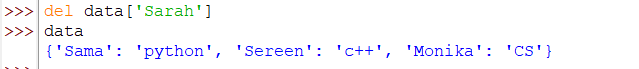 >>> del data['Sarah']
>>> data
{'Sama': 'python', 'Sereen': 'c++', 'Monika': 'CS'}